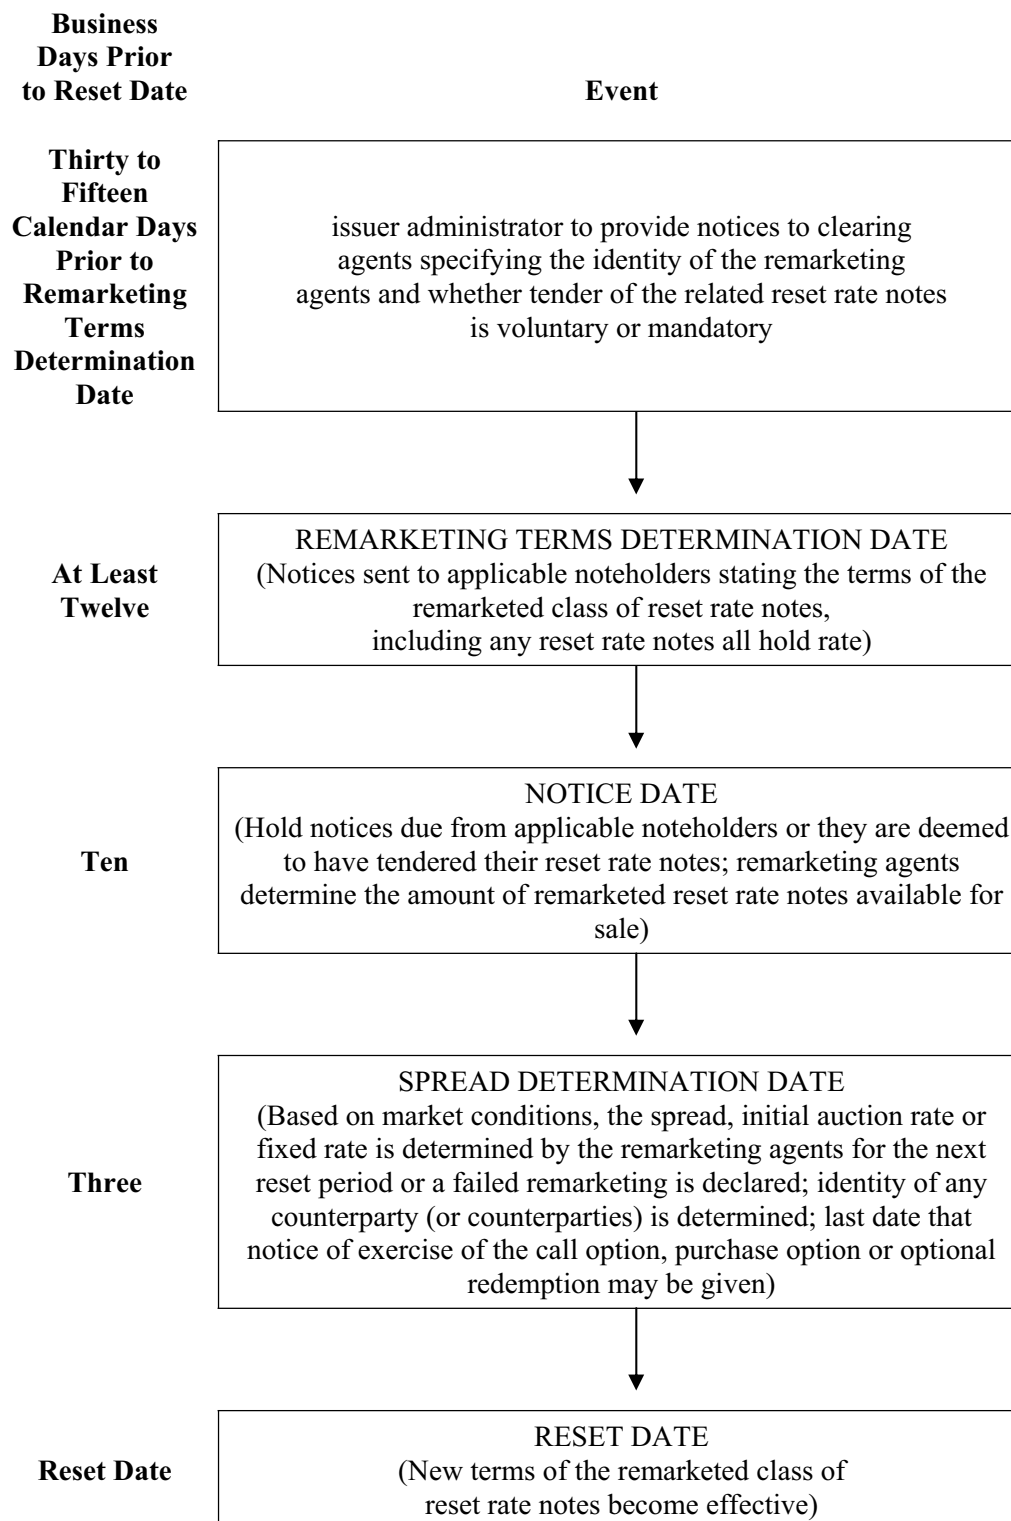 Business
Days Prior
to Reset Date
Event
Thirty to
Fifteen
Calendar Days
Prior to
Remarketing
Terms
Determination
Date
issuer administrator to provide notices to clearing
agents specifying the identity of the remarketing
agents and whether tender of the related reset rate notes
is voluntary or mandatory
At Least
Twelve
REMARKETING TERMS DETERMINATION DATE
(Notices sent to applicable noteholders stating the terms of the
remarketed class of reset rate notes,
including any reset rate notes all hold rate)
Ten
NOTICE DATE
(Hold notices due from applicable noteholders or they are deemed
to have tendered their reset rate notes; remarketing agents
determine the amount of remarketed reset rate notes available for
sale)
Three
SPREAD DETERMINATION DATE
(Based on market conditions, the spread, initial auction rate or
fixed rate is determined by the remarketing agents for the next
reset period or a failed remarketing is declared; identity of any
counterparty (or counterparties) is determined; last date that
notice of exercise of the call option, purchase option or optional
redemption may be given)
Reset Date
RESET DATE
(New terms of the remarketed class of
reset rate notes become effective)